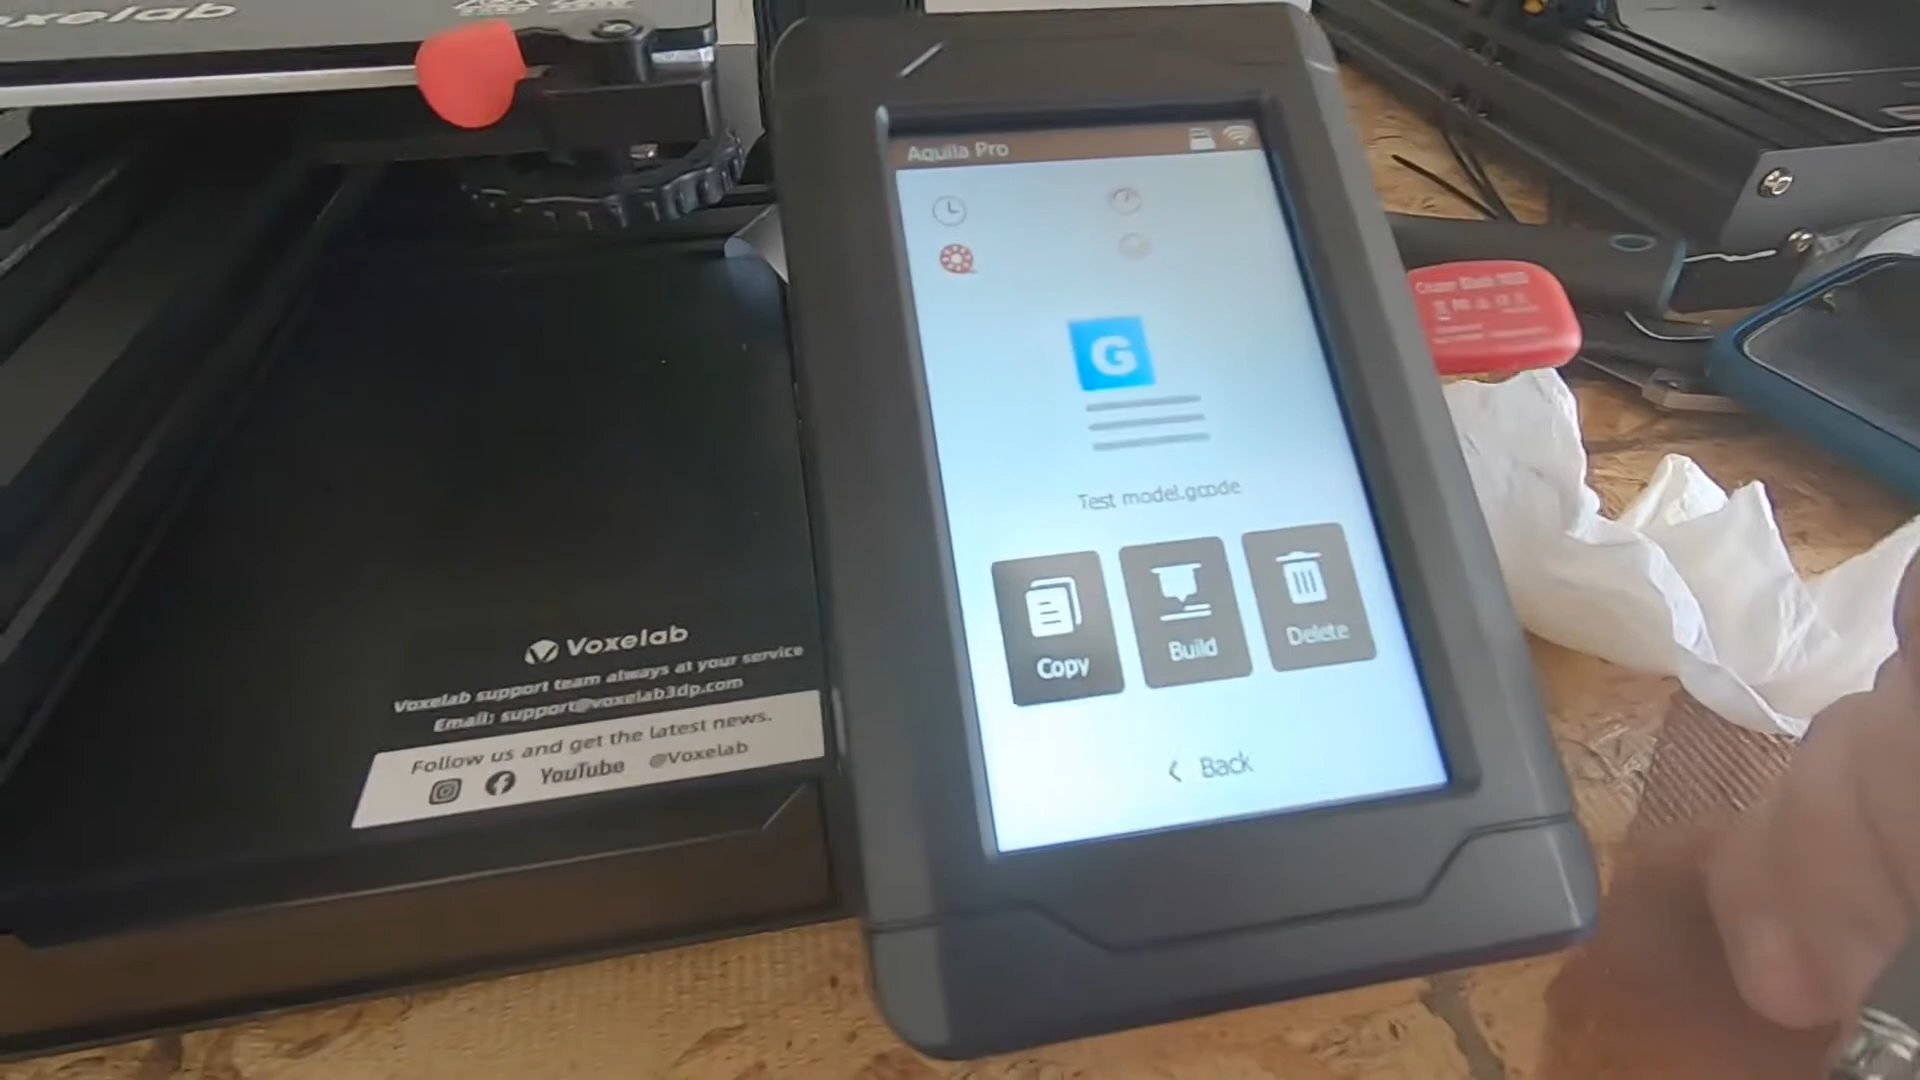 voxelab
Aquila Pro
G
Test model.gcode
Copy
Build
Delete
Back
Voxelab
Voxelab support team always at your service
Email: support@voxelab3dp.com
Follow us and get the latest news.
YouTube @Voxelab